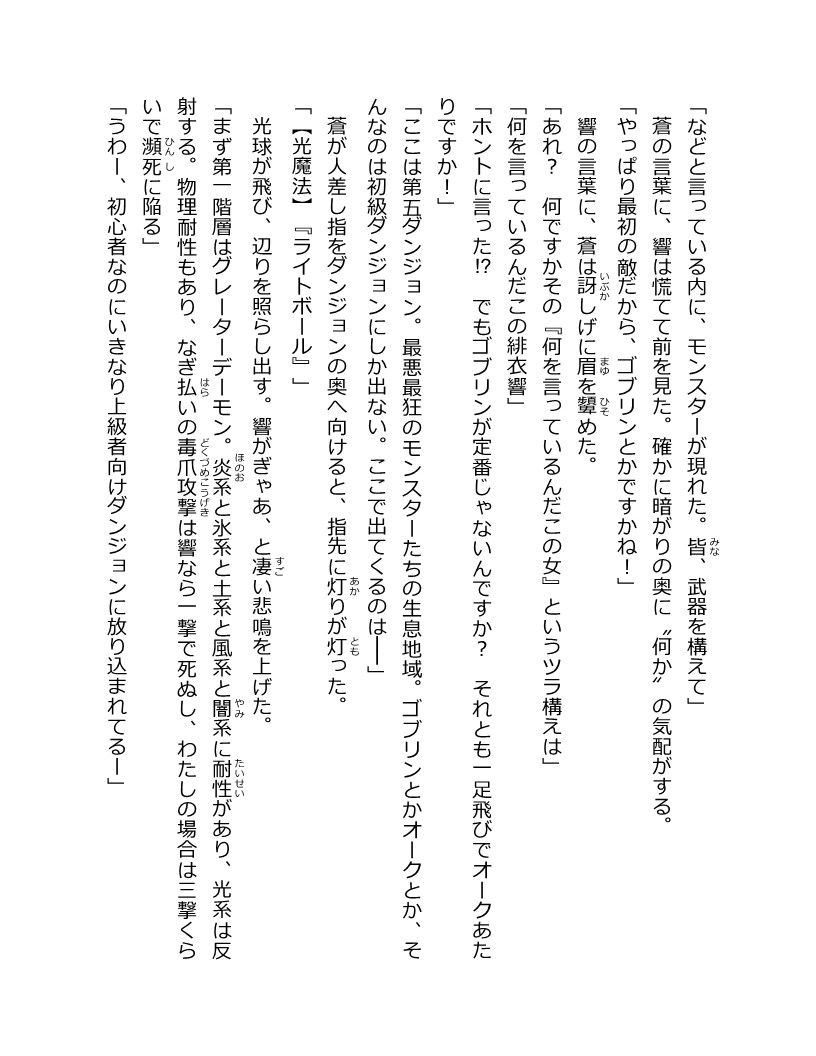 「などと言っている内に、モンスターが現れた。皆、武器を構えて」
蒼の言葉に、響は慌てて前を見た。確かに暗がりの奥に〝何か〟の気配がする。
「やっぱり最初の敵だから、ゴブリンとかですかね！」
響の言葉に、蒼は訝しげに眉を顰めた。
「あれ？　何ですかその『何を言っているんだこの女』というツラ構えは」
「何を言っているんだこの緋衣響」
「ホントに言った!?　でもゴブリンが定番じゃないんですか？　それとも一足飛びでオークあた
りですか！」
「ここは第五ダンジョン。最悪最狂のモンスターたちの生息地域。ゴブリンとかオークとか、そ
んなのは初級ダンジョンにしか出ない。ここで出てくるのは――」
蒼が人差し指をダンジョンの奥へ向けると、指先に灯りが灯った。
「【光魔法】『ライトボール』」
光球が飛び、辺りを照らし出す。響がぎゃあ、と凄い悲鳴を上げた。
「まず第一階層はグレーターデーモン。炎系と氷系と土系と風系と闇系に耐性があり、光系は反
射する。物理耐性もあり、なぎ払いの毒爪攻撃は響なら一撃で死ぬし、わたしの場合は三撃くら
いで瀕死に陥る」
「うわー、初心者なのにいきなり上級者向けダンジョンに放り込まれてるー」